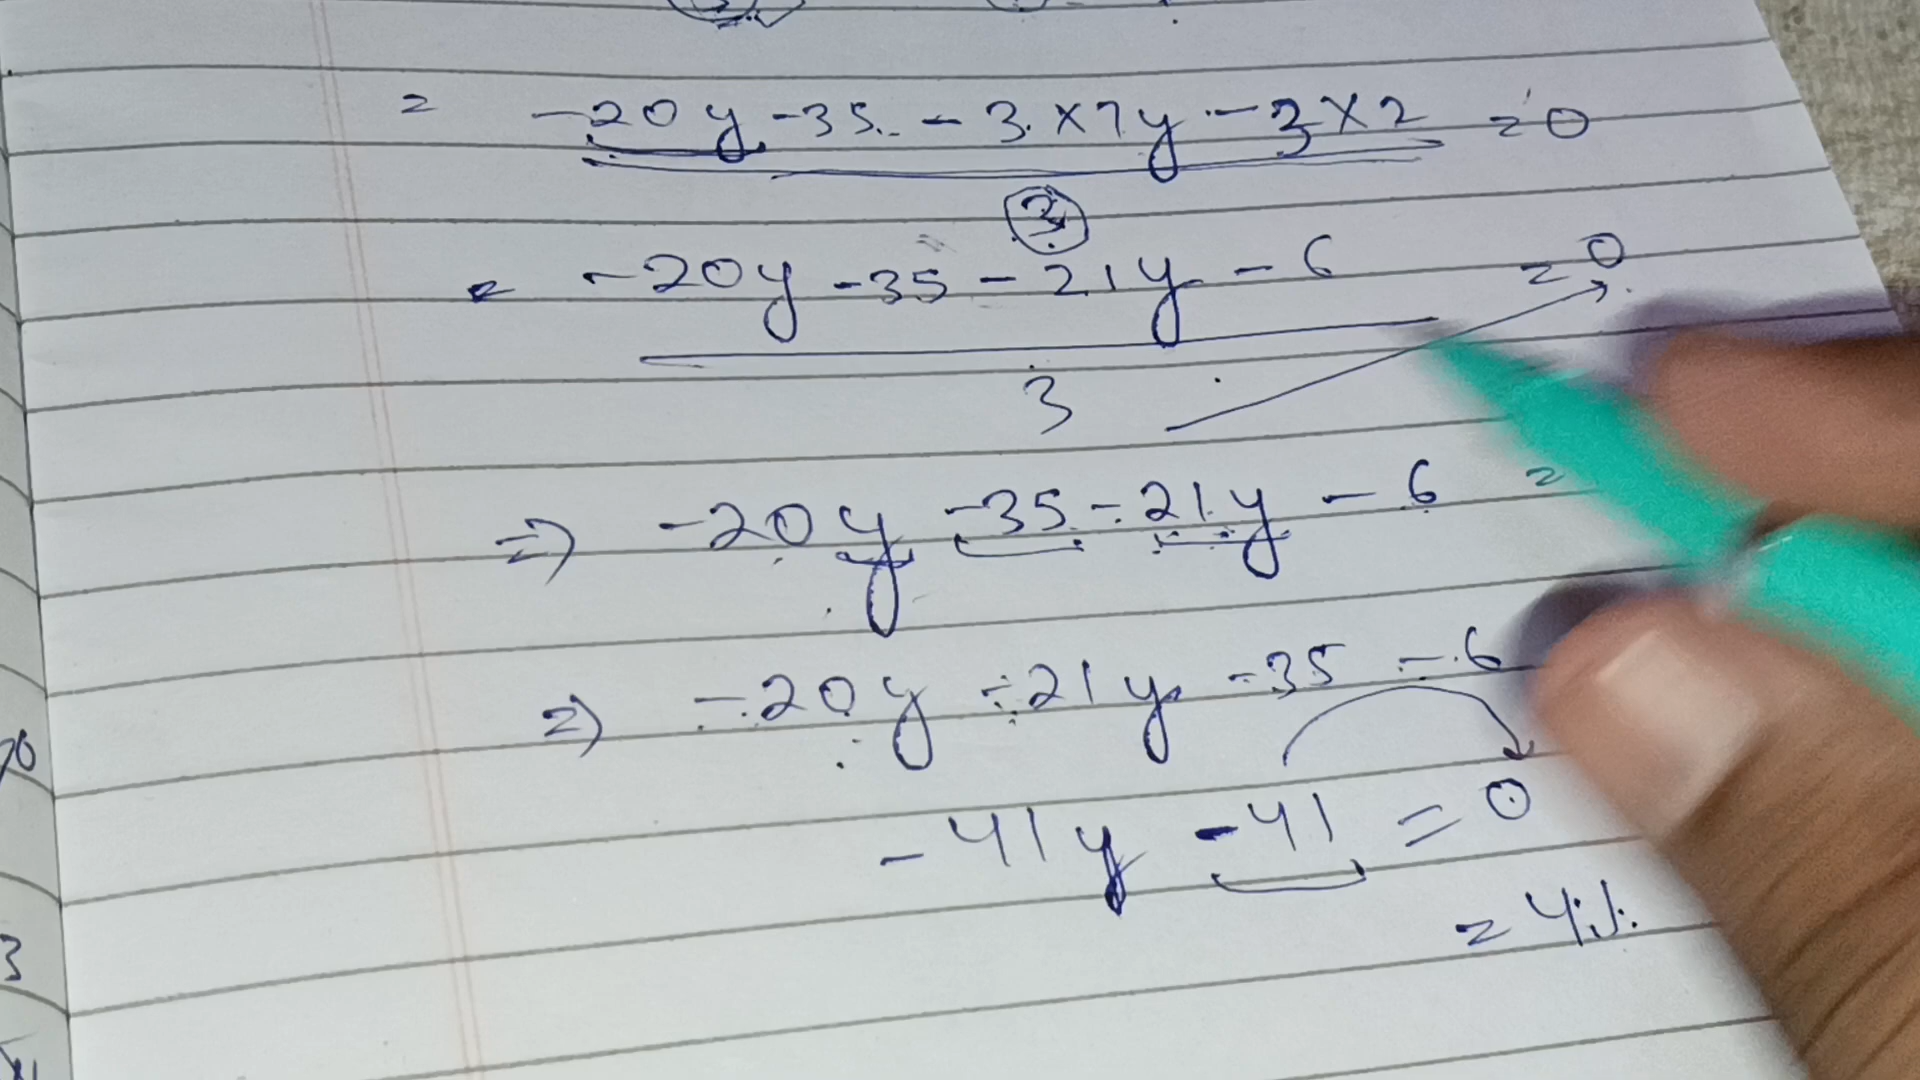 = -20y -35 - 3×7y - 3×2 = 0
3
= -20y -35 - 21y - 6 = 0
3
=> -20y -35 - 21y - 6 =
=> -20y -21y -35 - 6
-41y -41 = 0
= 41